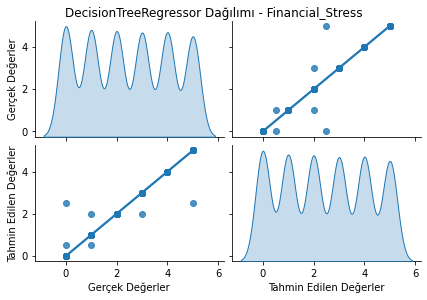 DecisionTreeRegressor Dağılımı - Financial_Stress
Gerçek Değerler
4
2
0
Tahmin Edilen Değerler
4
2
0
0 2 4 6
Gerçek Değerler
0 2 4 6
Tahmin Edilen Değerler